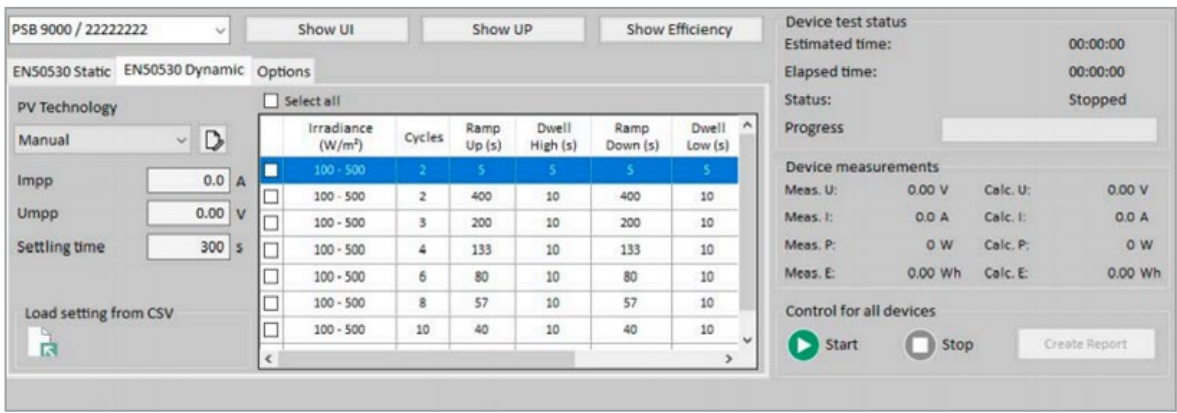 PSB 9000 / 22222222
Show UI
Show UP
Show Efficiency
EN50530 Static
EN50530 Dynamic
Options
PV Technology
Manual
Impp 0.0 A
Umpp 0.00 V
Settling time 300 s
Load setting from CSV
Select all
Irradiance (W/m²) Cycles Ramp Up (s) Dwell High (s) Ramp Down (s) Dwell Low (s)
100 - 500 2 5 5 5 5
100 - 500 2 400 10 400 10
100 - 500 3 200 10 200 10
100 - 500 4 133 10 133 10
100 - 500 6 80 10 80 10
100 - 500 8 57 10 57 10
100 - 500 10 40 10 40 10
Device test status
Estimated time: 00:00:00
Elapsed time: 00:00:00
Status: Stopped
Progress
Device measurements
Meas. U: 0.00 V Calc. U: 0.00 V
Meas. I: 0.0 A Calc. I: 0.0 A
Meas. P: 0 W Calc. P: 0 W
Meas. E: 0.00 Wh Calc. E: 0.00 Wh
Control for all devices
Start
Stop
Create Report